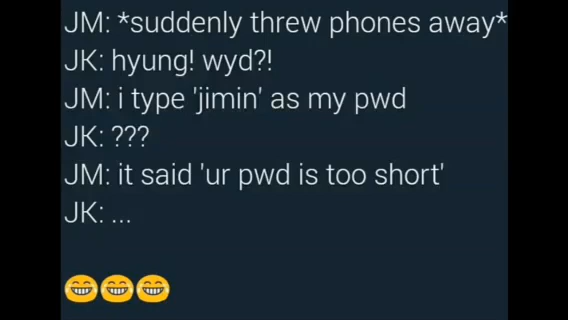 JM: *suddenly threw phones away*
JK: hyung! wyd?!
JM: i type 'jimin' as my pwd
JK: ???
JM: it said 'ur pwd is too short'
JK: ...
😂😂😂